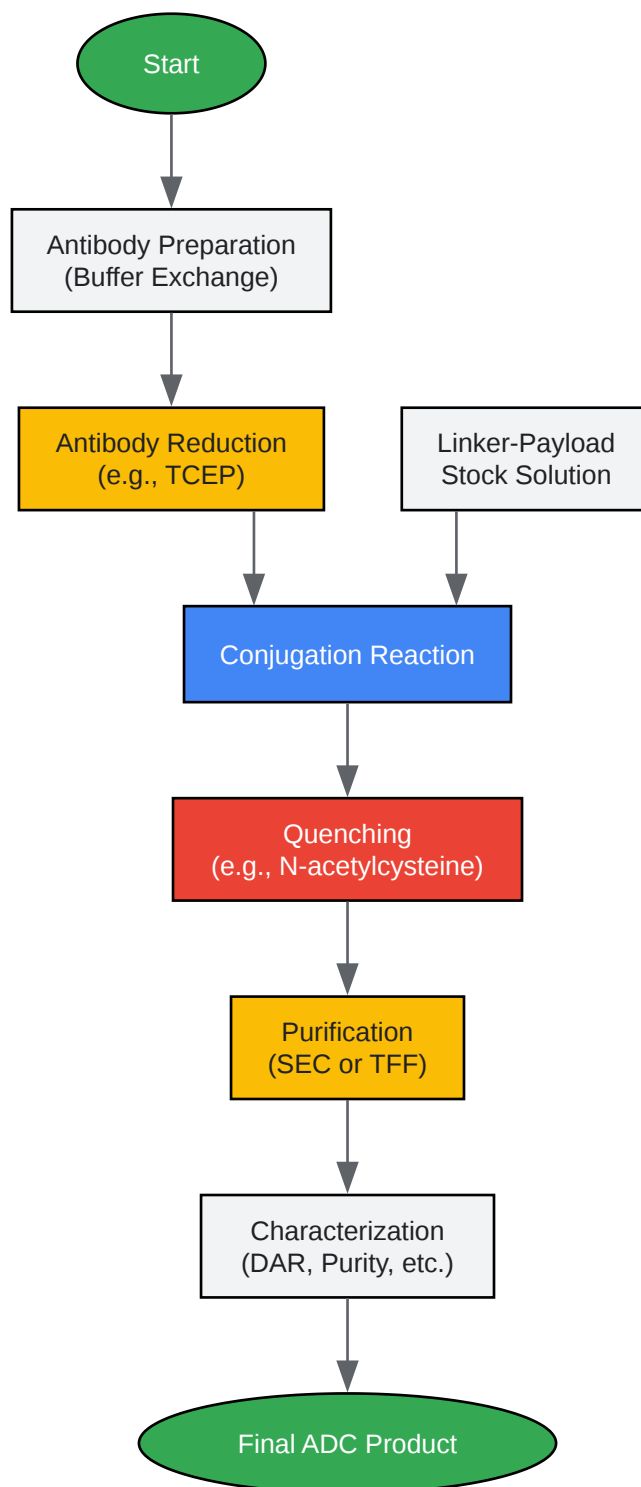 Start
Antibody Preparation
(Buffer Exchange)
Antibody Reduction
(e.g., TCEP)
Linker-Payload
Stock Solution
Conjugation Reaction
Quenching
(e.g., N-acetylcysteine)
Purification
(SEC or TFF)
Characterization
(DAR, Purity, etc.)
Final ADC Product